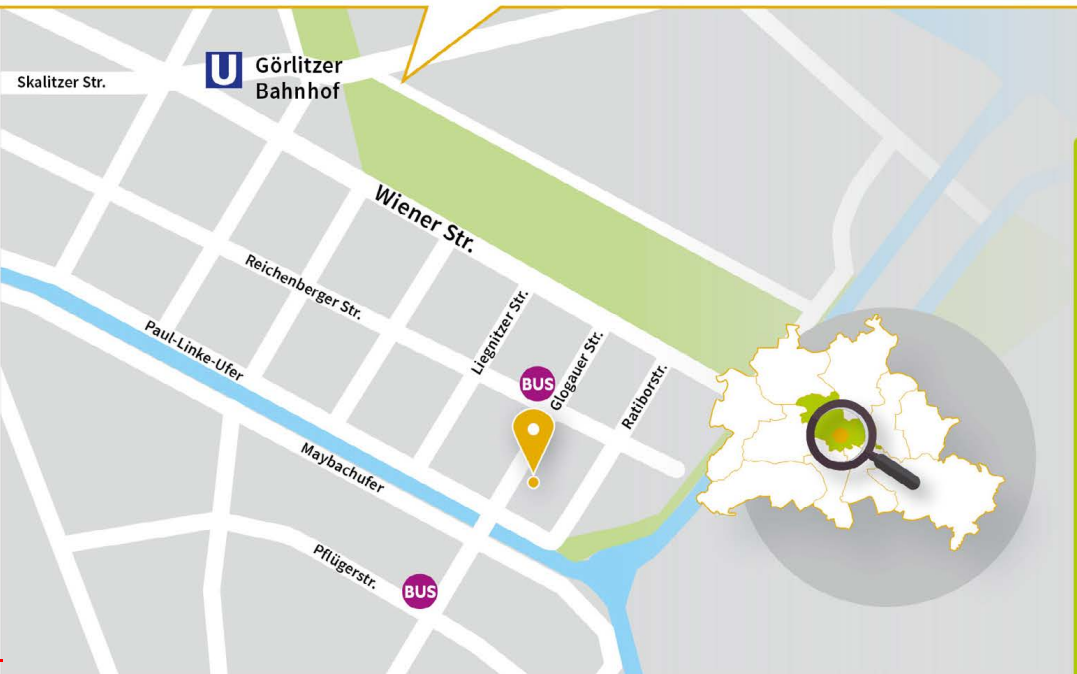 U
Görlitzer
Bahnhof
Skalitzer Str.
Wiener Str.
Reichenberger Str.
Liegnitzer Str.
Glogauer Str.
Paul-Linke-Ufer
BUS
Ratiborstr.
Maybachufer
Pflügerstr.
BUS